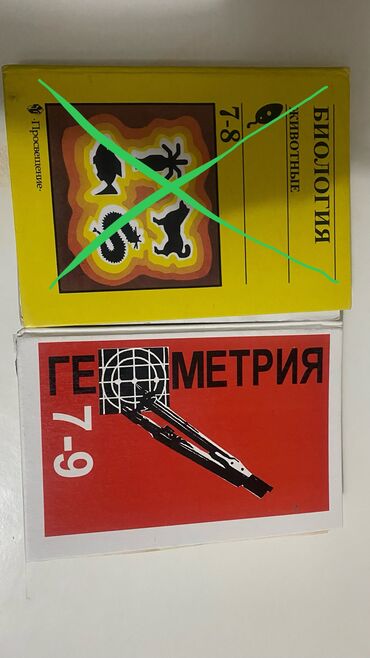 БИОЛОГИЯ
ЖИВОТНЫЕ
7-8
·Просвещение·
ГЕОМЕТРИЯ
7-9